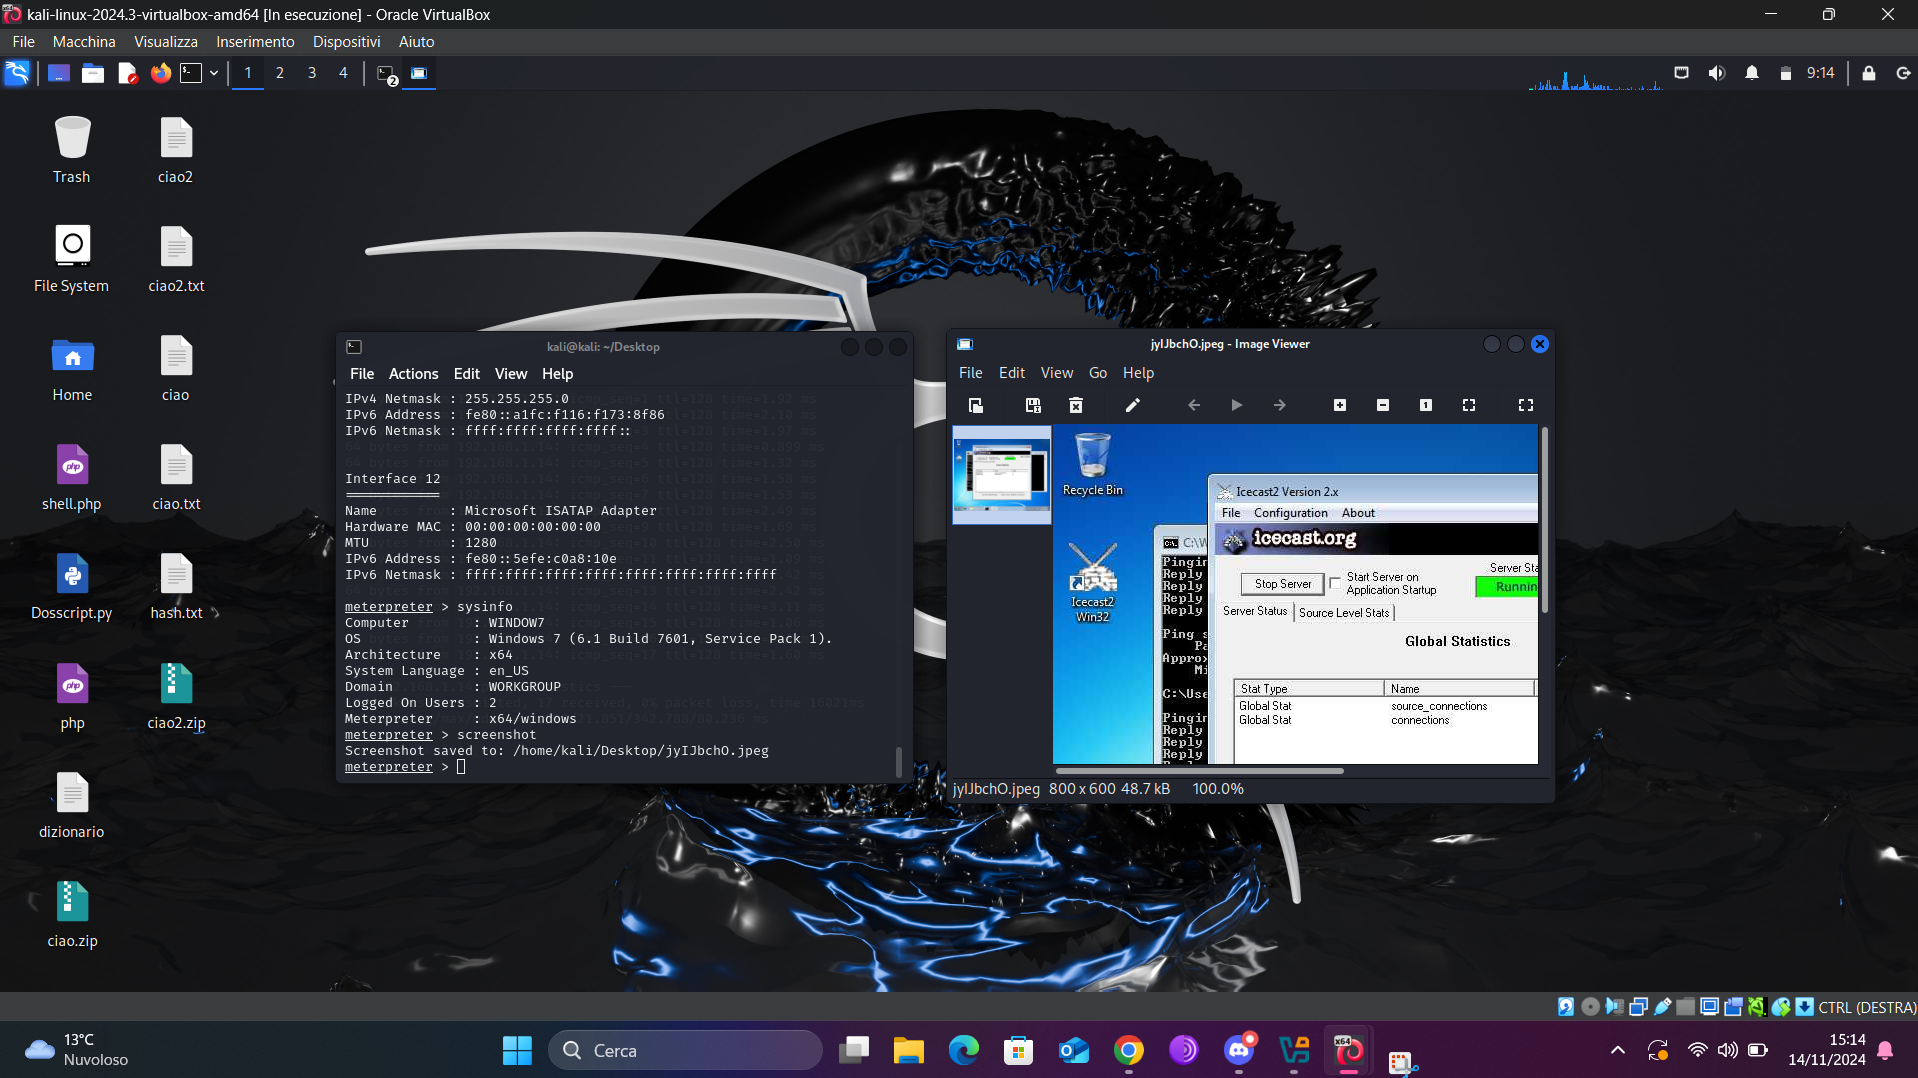 kali-linux-2024.3-virtualbox-amd64 [In esecuzione] - Oracle VirtualBox
File Macchina Visualizza Inserimento Dispositivi Aiuto
1 2 3 4 2 9:14
Trash
ciao2
File System
ciao2.txt
Home
ciao
shell.php
ciao.txt
Dosscript.py
hash.txt
php
ciao2.zip
dizionario
ciao.zip
kali@kali: ~/Desktop
File Actions Edit View Help
IPv4 Netmask : 255.255.255.0
IPv6 Address : fe80::a1fc:f116:f173:8f86
IPv6 Netmask : ffff:ffff:ffff:ffff::
Interface 12
============
Name : Microsoft ISATAP Adapter
Hardware MAC : 00:00:00:00:00:00
MTU : 1280
IPv6 Address : fe80::5efe:c0a8:10e
IPv6 Netmask : ffff:ffff:ffff:ffff:ffff:ffff:ffff:ffff
meterpreter > sysinfo
Computer : WINDOW7
OS : Windows 7 (6.1 Build 7601, Service Pack 1).
Architecture : x64
System Language : en_US
Domain : WORKGROUP
Logged On Users : 2
Meterpreter : x64/windows
meterpreter > screenshot
Screenshot saved to: /home/kali/Desktop/jyIJbchO.jpeg
meterpreter >
jyIJbchO.jpeg - Image Viewer
File Edit View Go Help
Recycle Bin
Icecast2
Win32
C:\W
Pingin
Reply
Reply
Reply
Reply
Ping s
Pa
Approx
Mi
C:\Use
Pingin
Reply
Reply
Reply
Icecast2 Version 2.x
File Configuration About
icecast.org
Server Sta
Stop Server
Start Server on
Application Startup
Runnin
Server Status Source Level Stats
Global Statistics
Stat Type Name
Global Stat source_connections
Global Stat connections
jyIJbchO.jpeg 800 x 600 48.7 kB 100.0%
CTRL (DESTRA)
13°C
Nuvoloso
Cerca
x64
15:14
14/11/2024